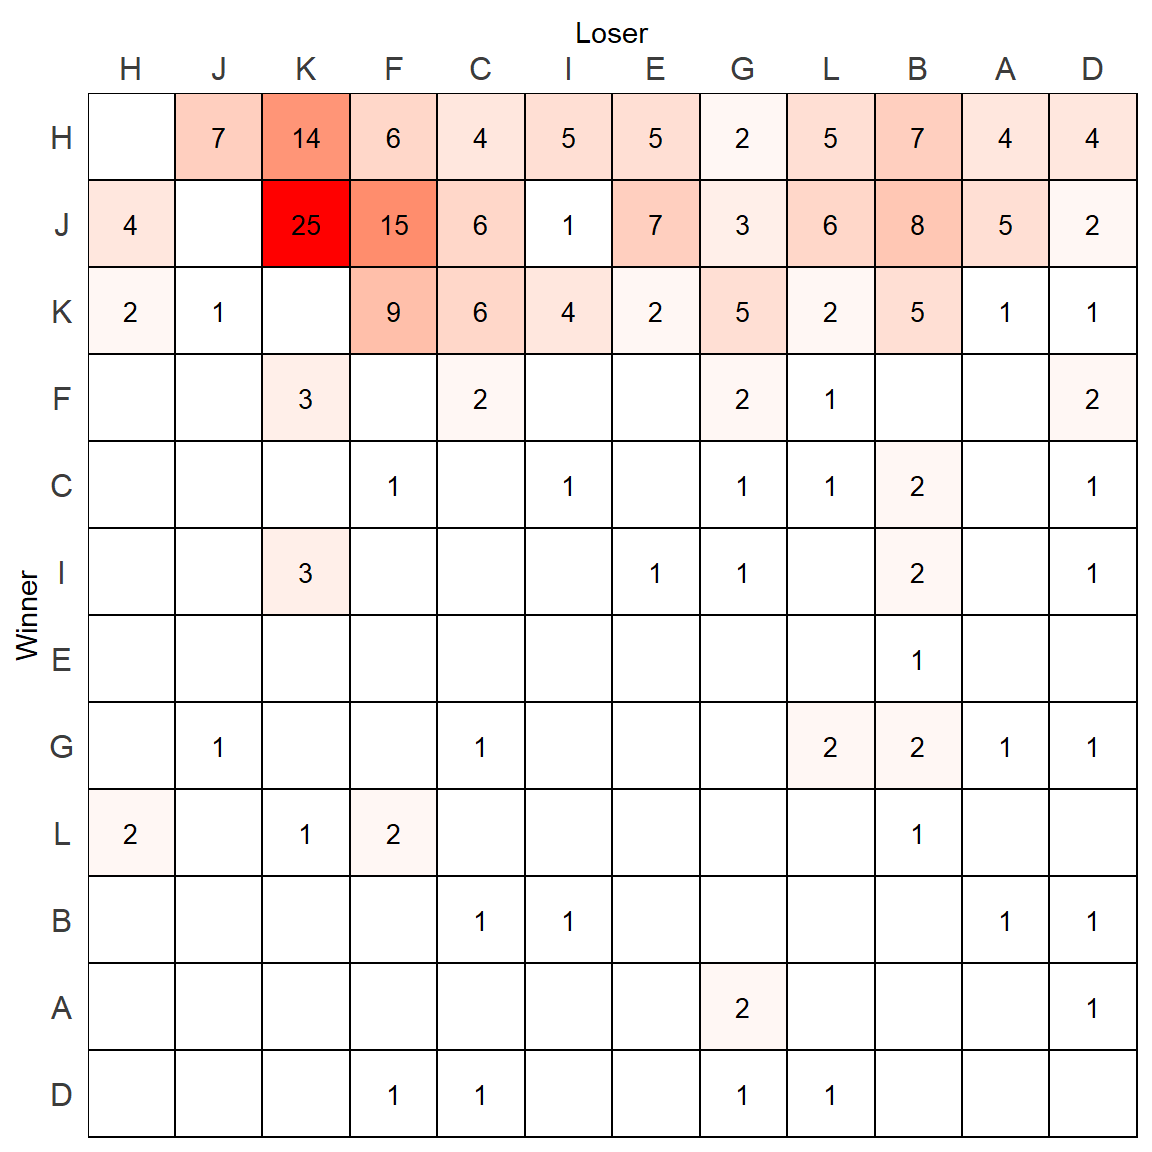 Loser
H J K F C I E G L B A D
H 7 14 6 4 5 5 2 5 7 4 4
J 4 25 15 6 1 7 3 6 8 5 2
K 2 1 9 6 4 2 5 2 5 1 1
F 3 2 2 1 2
C 1 1 1 1 2 1
I 3 1 1 2 1
Winner
E 1
G 1 1 2 2 1 1
L 2 1 2 1
B 1 1 1 1
A 2 1
D 1 1 1 1